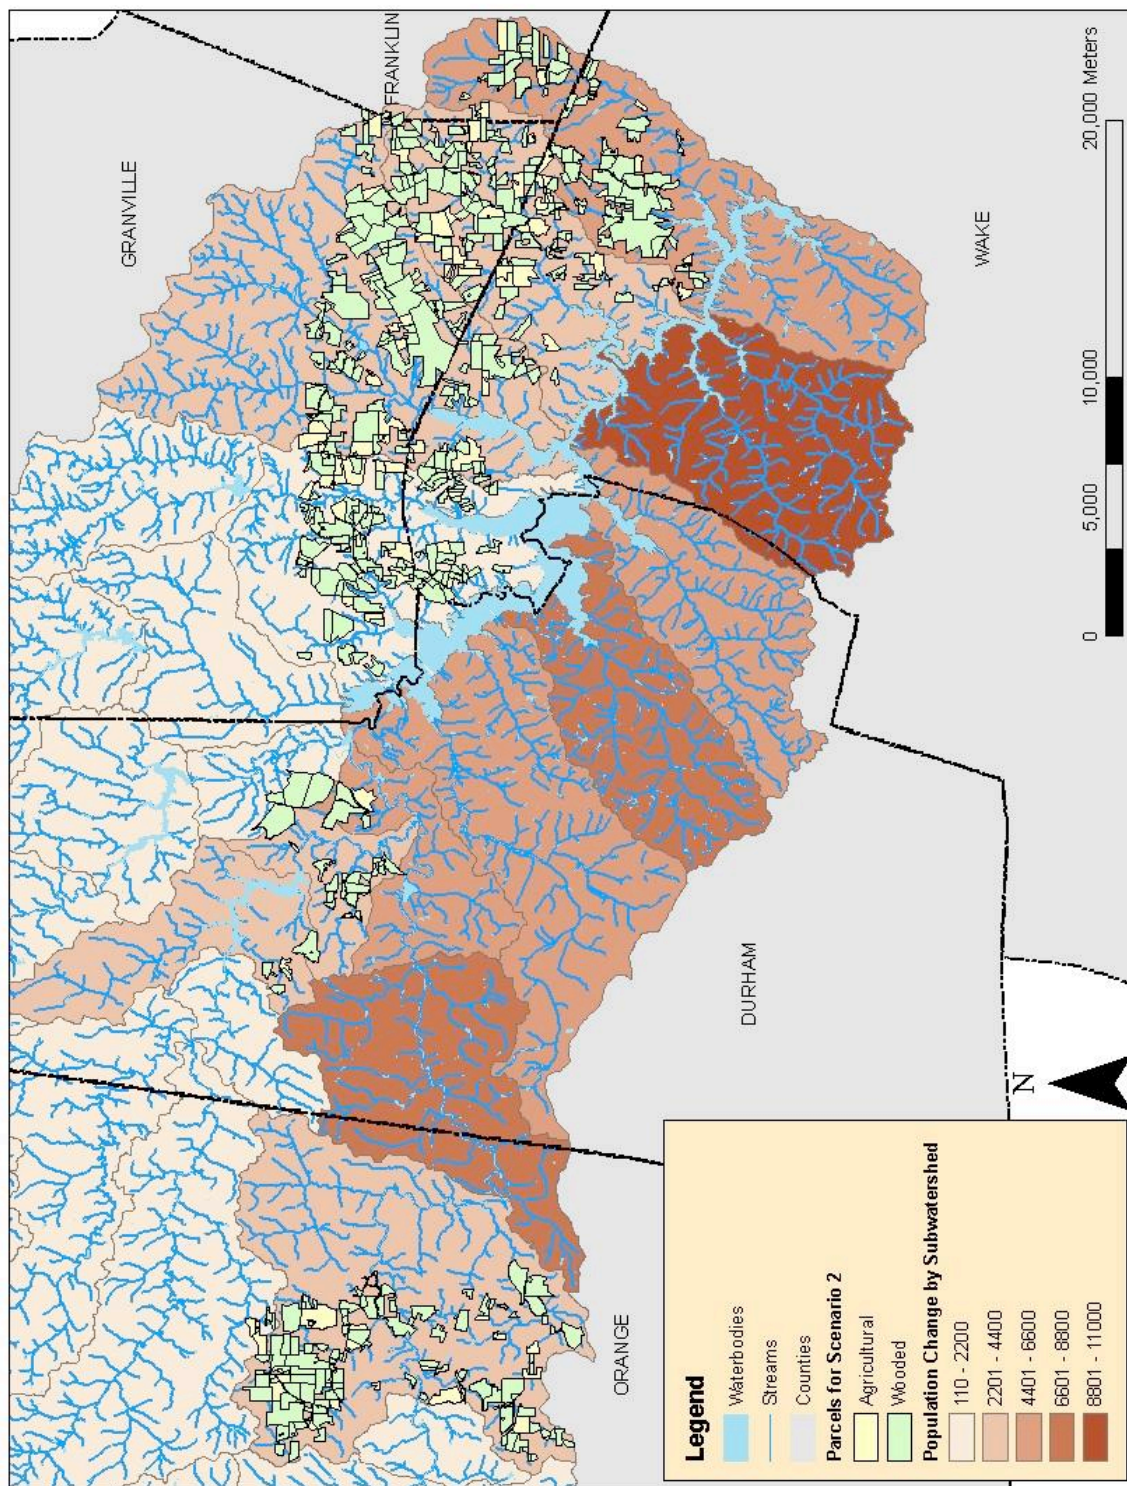 GRANVILLE
FRANKLIN
WAKE
DURHAM
ORANGE
N
0 5,000 10,000 20,000 Meters
Legend
Waterbodies
Streams
Counties
Parcels for Scenario 2
Agricultural
Wooded
Population Change by Subwatershed
110 - 2200
2201 - 4400
4401 - 6600
6601 - 8800
8801 - 11000